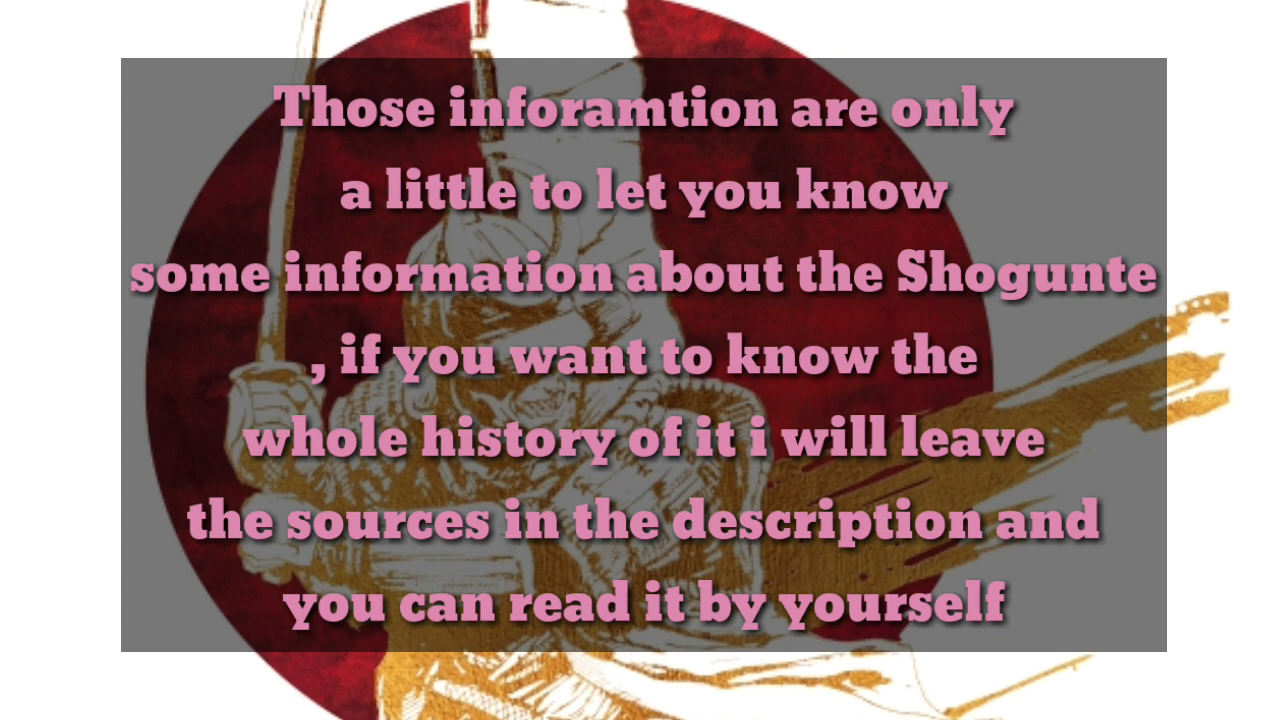 Those inforamtion are only
a little to let you know
some information about the Shogunte
, if you want to know the
whole history of it i will leave
the sources in the description and
you can read it by yourself